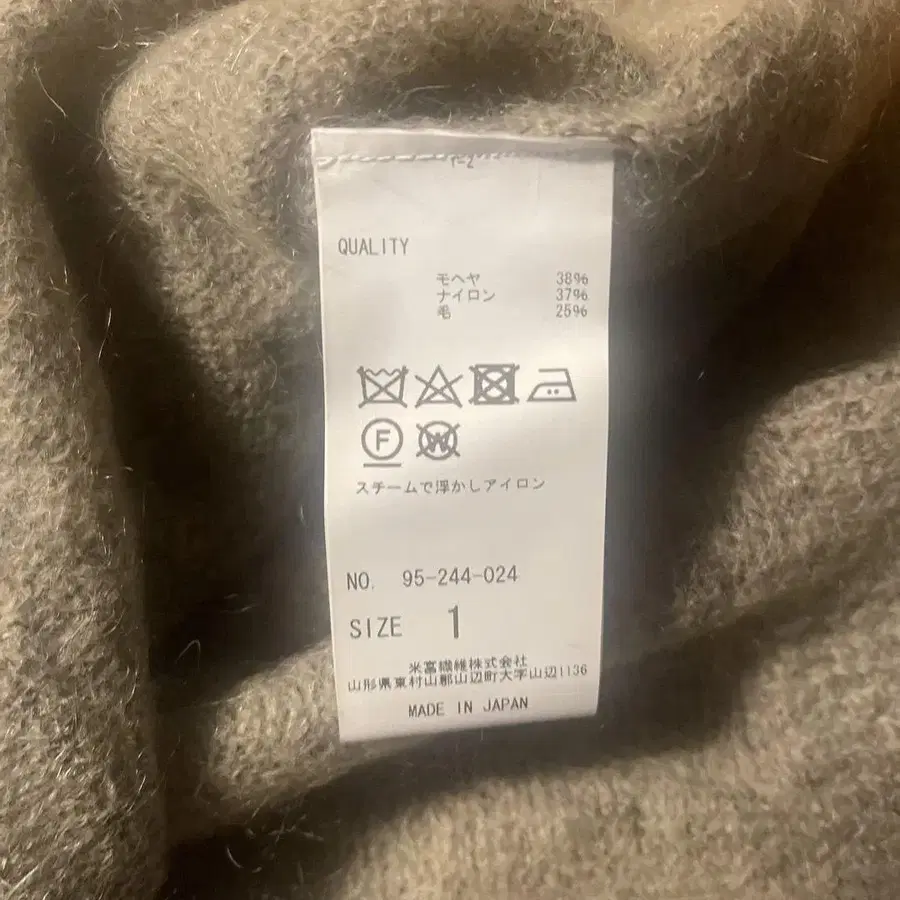 QUALITY
モヘヤ 38%
ナイロン 37%
毛 25%
F
W
スチームで浮かしアイロン
NO. 95-244-024
SIZE 1
米富繊維株式会社
山形県東村山郡山辺町大字山辺1136
MADE IN JAPAN